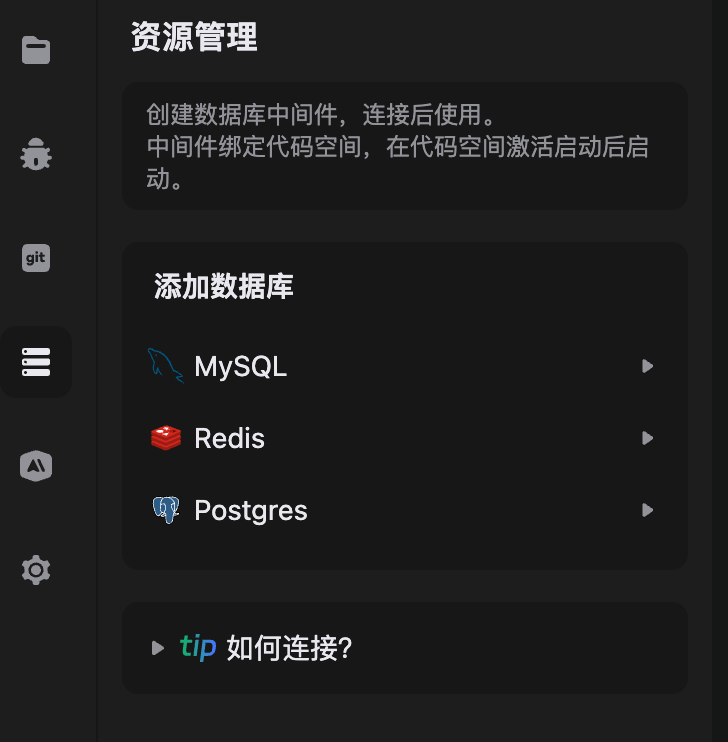 资源管理
创建数据库中间件，连接后使用。
中间件绑定代码空间，在代码空间激活启动后启
动。
git
添加数据库
MySQL
Redis
Postgres
tip 如何连接?